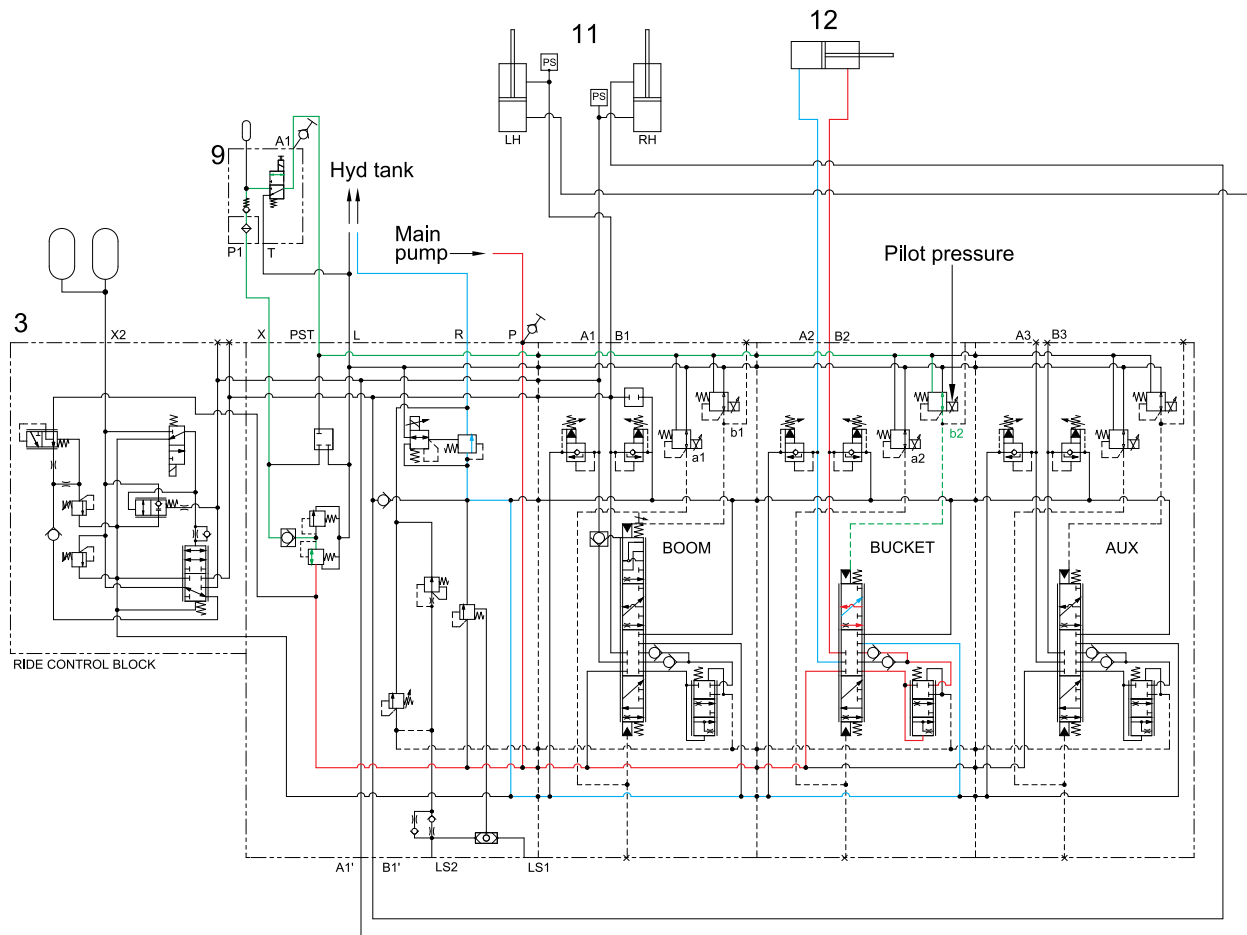 11
12
PS
PS
LH
RH
9
A1
Hyd tank
P1
T
Main
pump
Pilot pressure
3
X2
X
PST
L
R
P
A1
B1
A2
B2
A3
B3
b1
a1
b2
a2
BOOM
BUCKET
AUX
RIDE CONTROL BLOCK
A1'
B1'
LS2
LS1